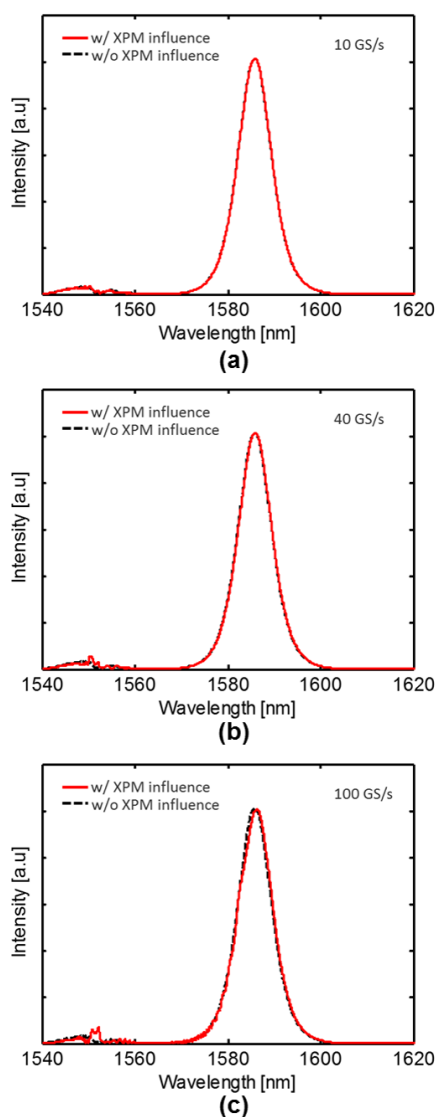 w/ XPM influence
w/o XPM influence
10 GS/s
Intensity [a.u]
1540 1560 1580 1600 1620
Wavelength [nm]
(a)
w/ XPM influence
w/o XPM influence
40 GS/s
Intensity [a.u]
1540 1560 1580 1600 1620
Wavelength [nm]
(b)
w/ XPM influence
w/o XPM influence
100 GS/s
Intensity [a.u]
1540 1560 1580 1600 1620
Wavelength [nm]
(c)